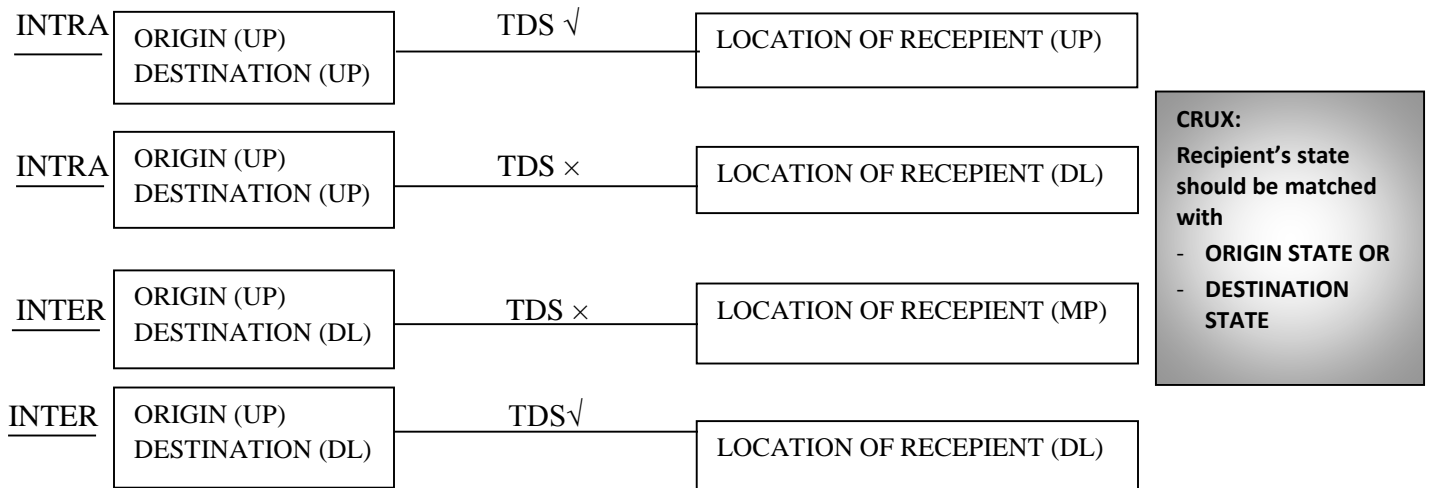 INTRA
ORIGIN (UP)
DESTINATION (UP)
TDS √
LOCATION OF RECEPIENT (UP)
INTRA
ORIGIN (UP)
DESTINATION (UP)
TDS ×
LOCATION OF RECEPIENT (DL)
INTER
ORIGIN (UP)
DESTINATION (DL)
TDS ×
LOCATION OF RECEPIENT (MP)
INTER
ORIGIN (UP)
DESTINATION (DL)
TDS√
LOCATION OF RECEPIENT (DL)
CRUX:
Recipient’s state
should be matched
with
- ORIGIN STATE OR
- DESTINATION
STATE